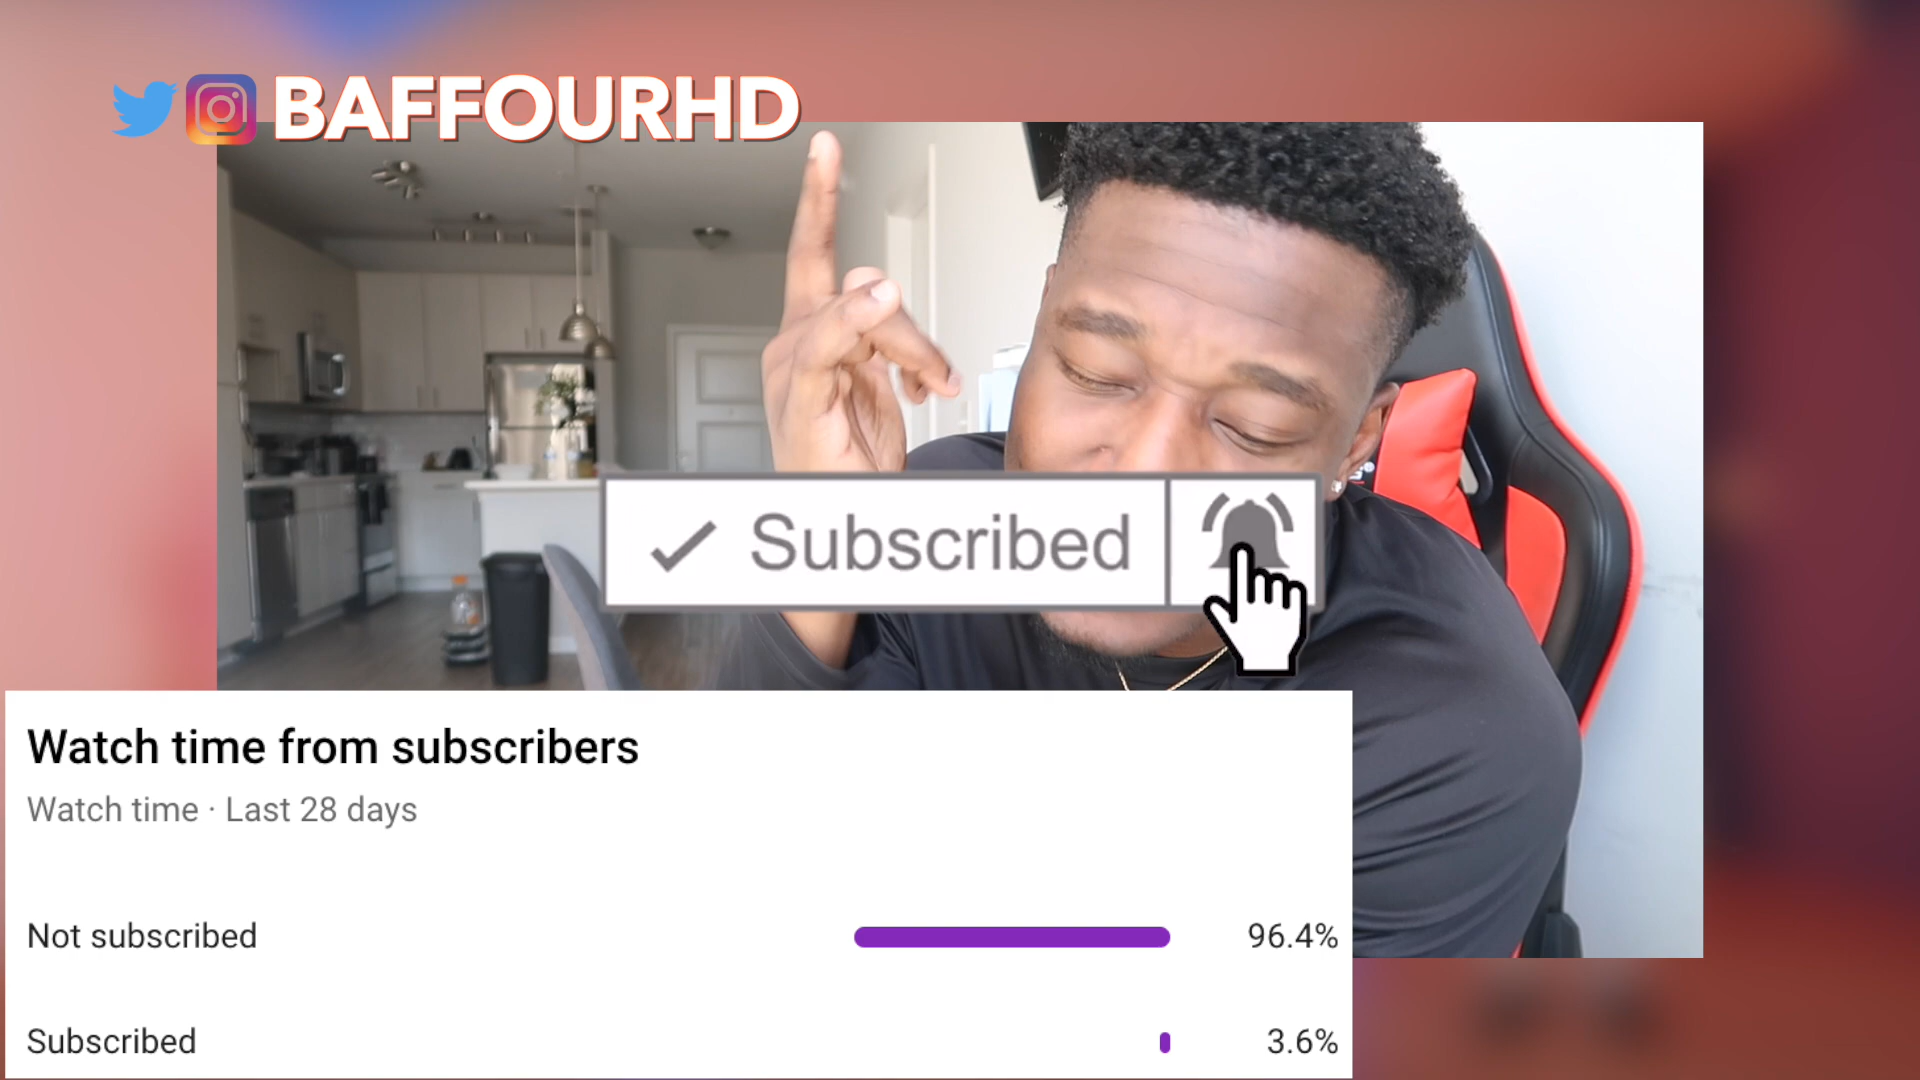 BAFFOURHD
Subscribed
Watch time from subscribers
Watch time · Last 28 days
Not subscribed 96.4%
Subscribed 3.6%